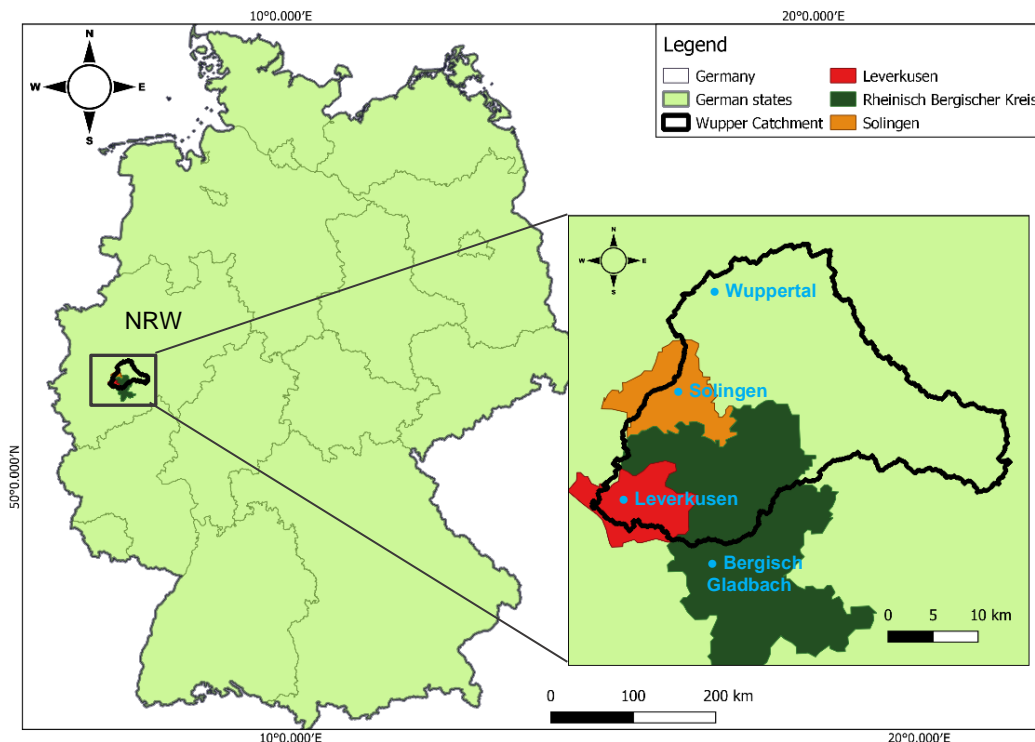 10°0.000′E
20°0.000′E
N
W
E
S
Legend
Germany
Leverkusen
German states
Rheinisch Bergischer Kreis
Wupper Catchment
Solingen
NRW
50°0.000′N
N
W
E
S
Wuppertal
Solingen
Leverkusen
Bergisch
Gladbach
0 5 10 km
0 100 200 km
10°0.000′E
20°0.000′E